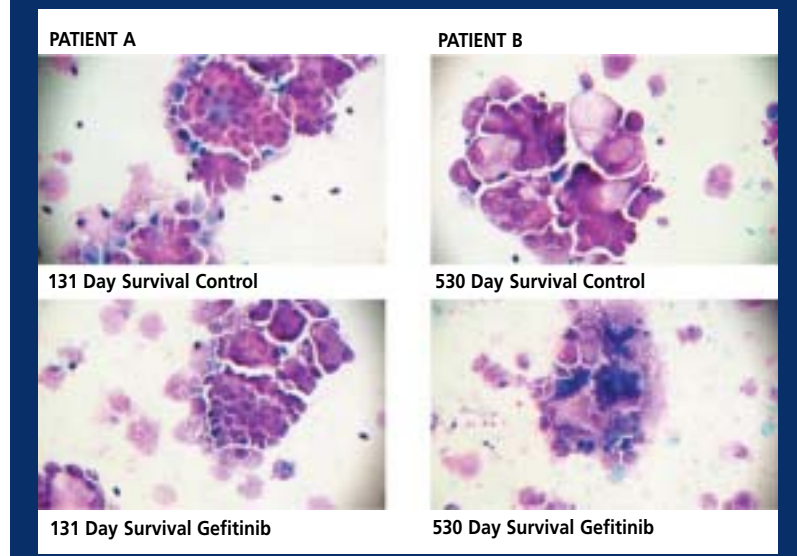 PATIENT A
PATIENT B
131 Day Survival Control
530 Day Survival Control
131 Day Survival Gefitinib
530 Day Survival Gefitinib